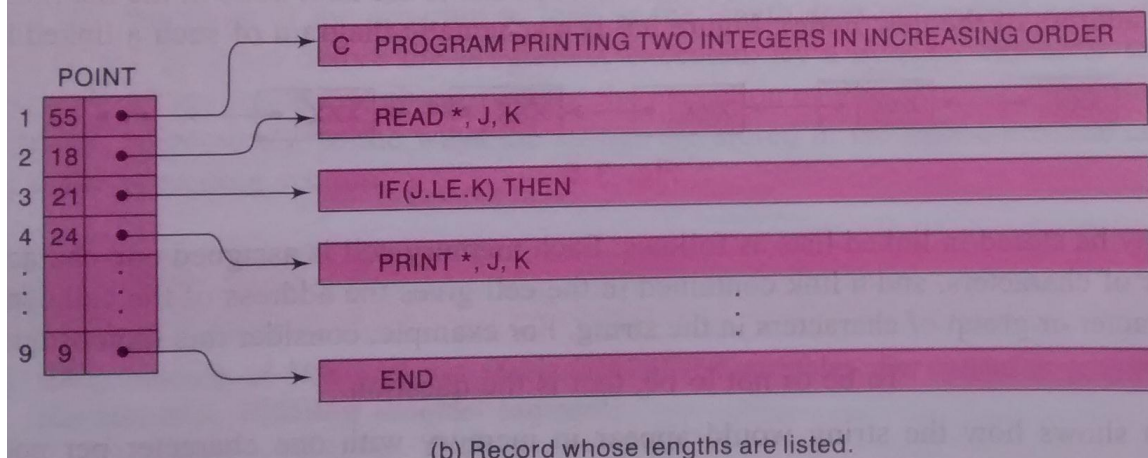 C PROGRAM PRINTING TWO INTEGERS IN INCREASING ORDER
POINT
1 55
READ *, J, K
2 18
3 21
IF(J.LE.K) THEN
4 24
PRINT *, J, K
9 9
END
(b) Record whose lengths are listed.